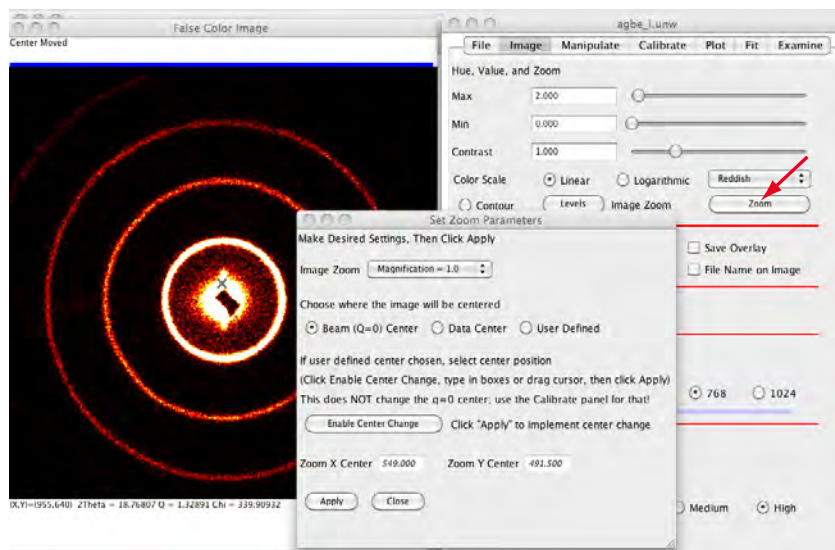 False Color Image
Center Moved
(X,Y)=(955,640) 2Theta = 18.76807 Q = 1.32891 Chi = 339.90932
agbe_l.unw
File Image Manipulate Calibrate Plot Fit Examine
Hue, Value, and Zoom
Max 2.000
Min 0.000
Contrast 1.000
Color Scale Linear Logarithmic Reddish
Contour Levels Image Zoom Zoom
Save Overlay
File Name on Image
768 1024
Medium High
Set Zoom Parameters
Make Desired Settings, Then Click Apply
Image Zoom Magnification = 1.0
Choose where the image will be centered
Beam (Q=0) Center Data Center User Defined
If user defined center chosen, select center position
(Click Enable Center Change, type in boxes or drag cursor, then click Apply)
This does NOT change the q=0 center; use the Calibrate panel for that!
Enable Center Change Click "Apply" to implement center change
Zoom X Center 549.000 Zoom Y Center 491.500
Apply Close